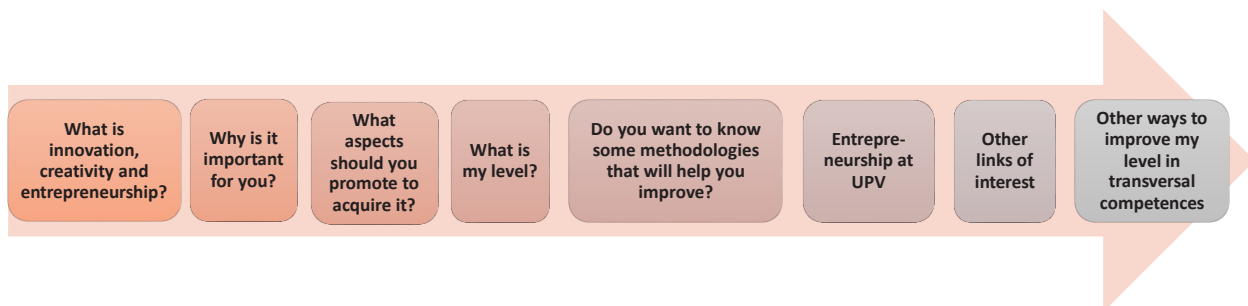 What is
innovation,
creativity and
entrepreneurship?
Why is it
important
for you?
What
aspects
should you
promote to
acquire it?
What is
my level?
Do you want to know
some methodologies
that will help you
improve?
Entrepre-
neurship at
UPV
Other
links of
interest
Other ways to
improve my
level in
transversal
competences